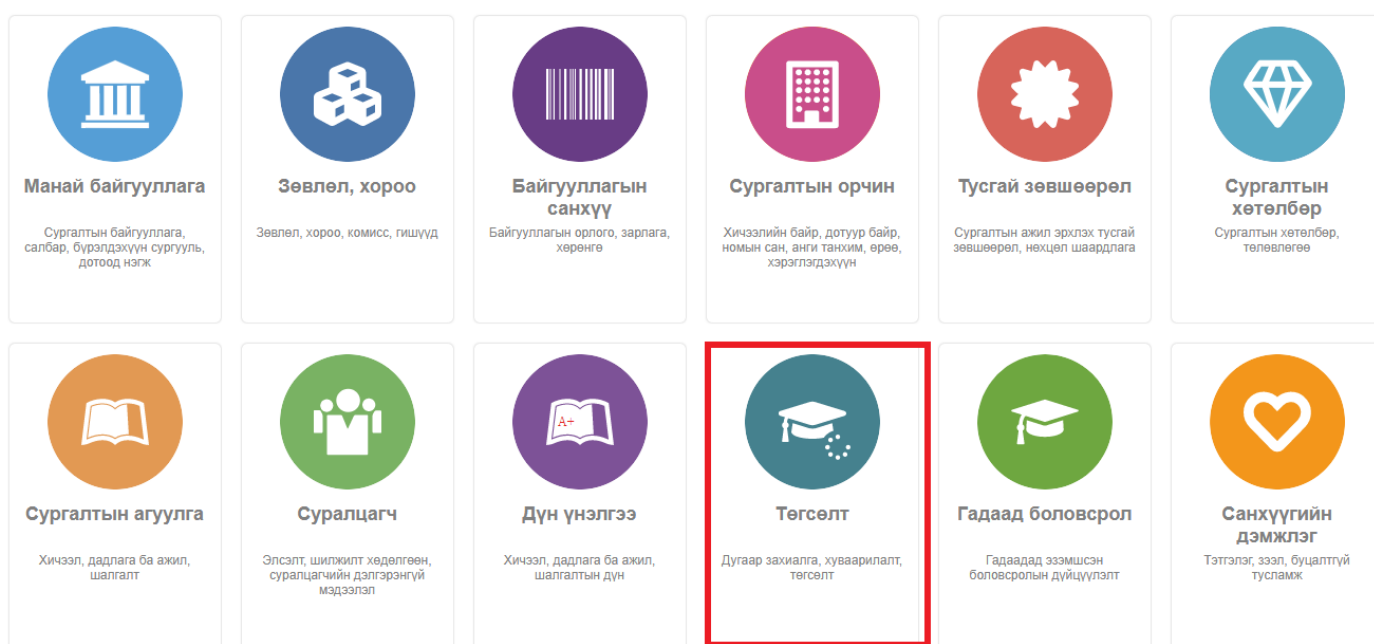 Манай байгууллага
Сургалтын байгууллага,
салбар, бүрэлдэхүүн сургууль,
дотоод нэгж
Зөвлөл, хороо
Зөвлөл, хороо, комисс, гишүүд
Байгууллагын
санхүү
Байгууллагын орлого, зарлага,
хөрөнгө
Сургалтын орчин
Хичээлийн байр, дотуур байр,
номын сан, анги танхим, өрөө,
хэрэглэгдэхүүн
Тусгай зөвшөөрөл
Сургалтын ажил эрхлэх тусгай
зөвшөөрөл, нөхцөл шаардлага
Сургалтын
хөтөлбөр
Сургалтын хөтөлбөр,
төлөвлөгөө
Сургалтын агуулга
Хичээл, дадлага ба ажил,
шалгалт
Суралцагч
Элсэлт, шилжилт хөдөлгөөн,
суралцагчийн дэлгэрэнгүй
мэдээлэл
A+
Дүн үнэлгээ
Хичээл, дадлага ба ажил,
шалгалтын дүн
Төгсөлт
Дугаар захиалга, хуваарилалт,
төгсөлт
Гадаад боловсрол
Гадаадад эзэмшсэн
боловсролын дүйцүүлэлт
Санхүүгийн
дэмжлэг
Тэтгэлэг, зээл, буцалтгүй
тусламж